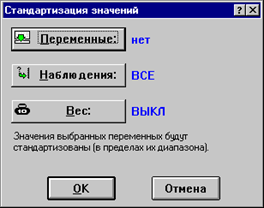 Стандартизация значений
Переменные: нет
Наблюдения: ВСЕ
Вес: ВЫКЛ
Значения выбранных переменных будут
стандартизованы (в пределах их диапазона).
OK Отмена